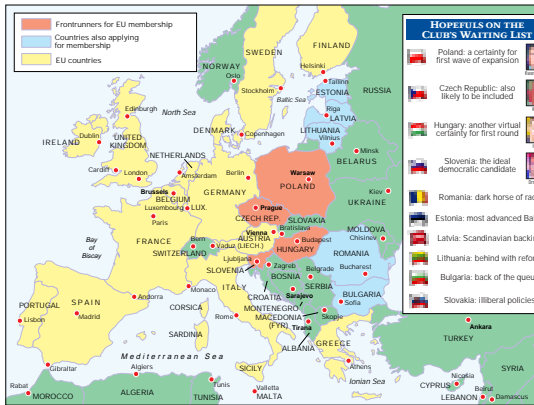 Frontrunners for EU membership
Countries also applying
for membership
EU countries
HOPEFULS ON THE
CLUB'S WAITING LIST
Poland: a certainty for
first wave of expansion
Czech Republic: also
likely to be included
Hungary: another virtual
certainty for first round
Slovenia: the ideal
democratic candidate
Romania: dark horse of ra
Estonia: most advanced Bal
Latvia: Scandinavian backi
Lithuania: behind with refo
Bulgaria: back of the queu
Slovakia: illiberal policies
NORWAY
Oslo
SWEDEN
Stockholm
FINLAND
Helsinki
Tallinn
ESTONIA
Baltic Sea
Riga
LATVIA
LITHUANIA
Vilnius
RUSSIA
Minsk
BELARUS
Edinburgh
North Sea
DENMARK
Copenhagen
IRELAND
Dublin
UNITED
KINGDOM
NETHERLANDS
Cardiff
London
Amsterdam
Berlin
Warsaw
POLAND
Brussels
BELGIUM
GERMANY
Kiev
UKRAINE
Luxembourg
LUX.
Prague
CZECH REP.
Paris
SLOVAKIA
Vienna
Bratislava
MOLDOVA
Chisinev
FRANCE
Bern
AUSTRIA
Vaduz (LIECH.)
Budapest
HUNGARY
Bay of
Biscay
SWITZERLAND
Ljubljana
SLOVENIA
Zagreb
ROMANIA
Bucharest
BOSNIA
Belgrade
SERBIA
ITALY
CROATIA
Sarajevo
MONTENEGRO
BULGARIA
Sofia
MACEDONIA
(FYR)
Skopje
Monaco
Andorra
CORSICA
PORTUGAL
SPAIN
Lisbon
Madrid
Rome
Tirana
ALBANIA
SARDINIA
GREECE
Ankara
TURKEY
Mediterranean Sea
SICILY
Athens
Ionian Sea
Gibraltar
Algiers
Tunis
Nicosia
CYPRUS
SYRIA
Rabat
MOROCCO
ALGERIA
TUNISIA
Valletta
MALTA
Beirut
LEBANON
Damascus